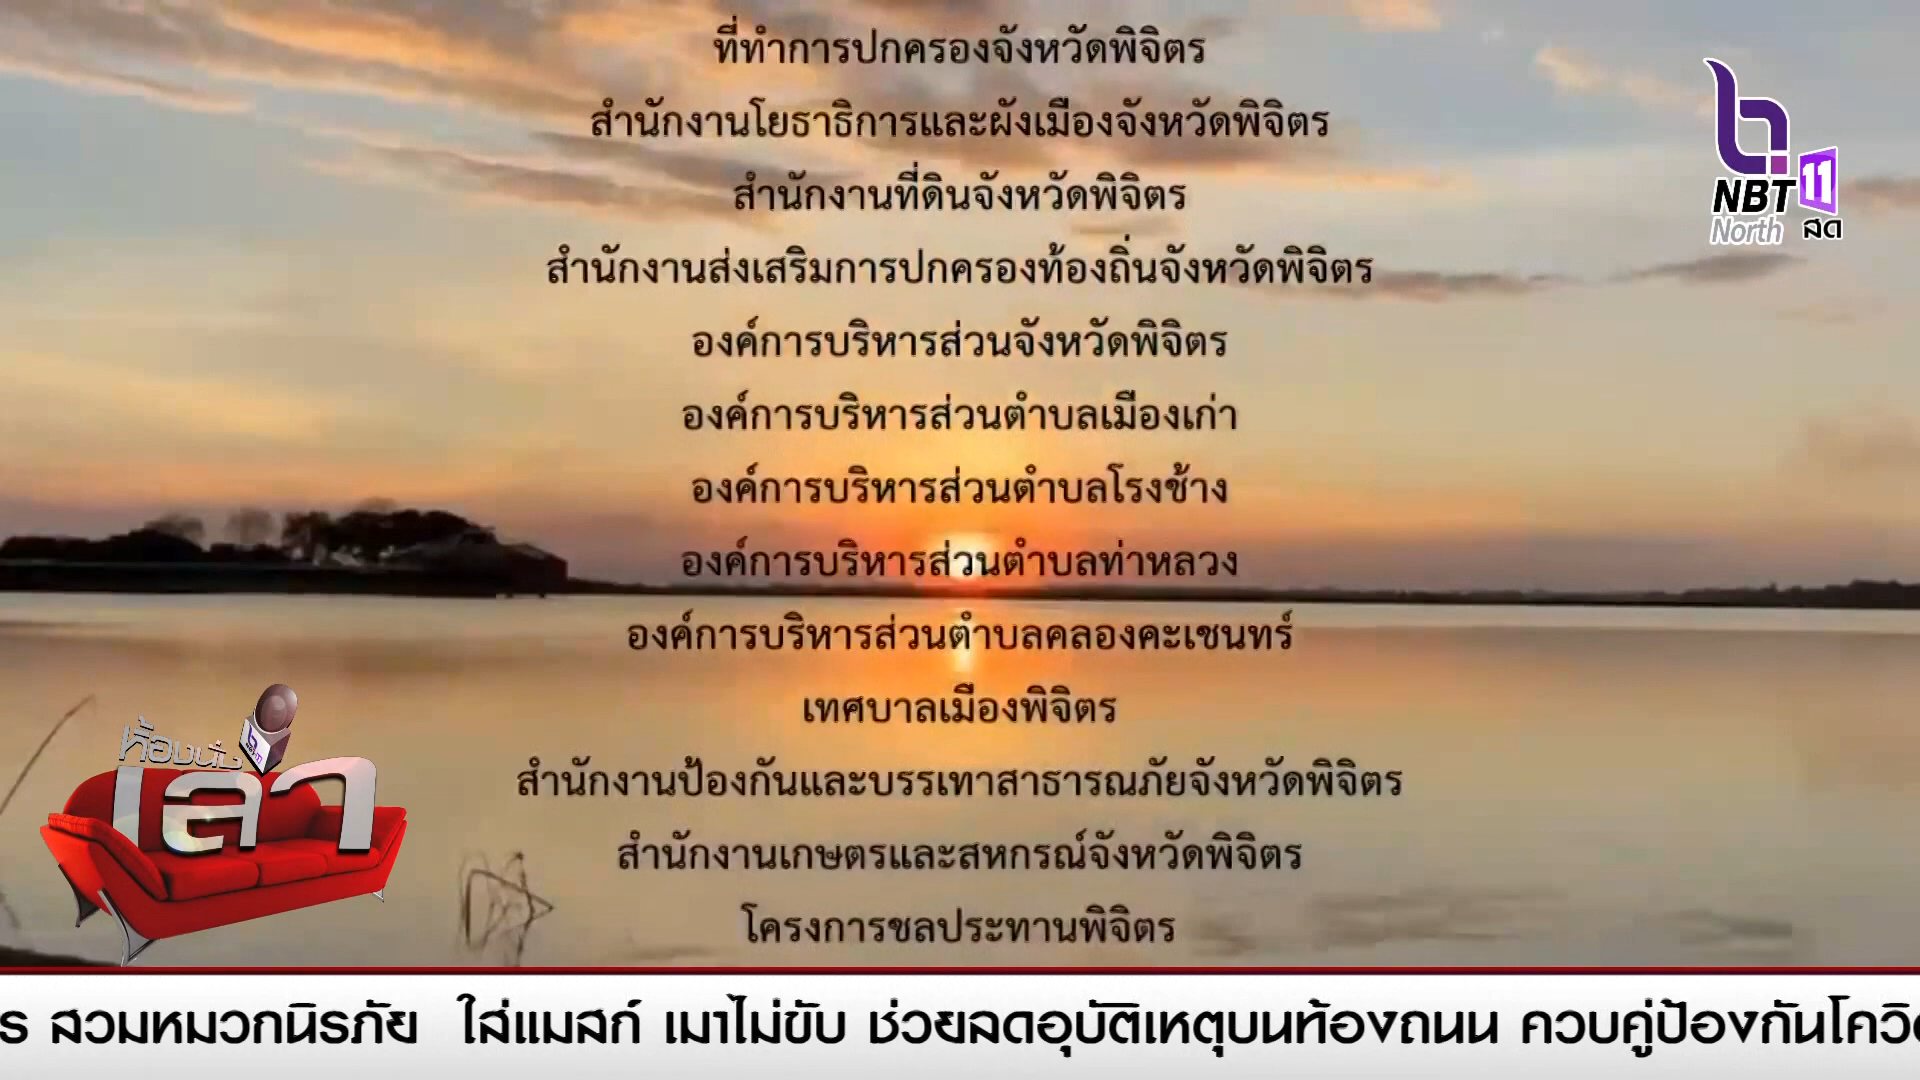 ที่ทำการปกครองจังหวัดพิจิตร
สำนักงานโยธาธิการและผังเมืองจังหวัดพิจิตร
สำนักงานที่ดินจังหวัดพิจิตร
สำนักงานส่งเสริมการปกครองท้องถิ่นจังหวัดพิจิตร
องค์การบริหารส่วนจังหวัดพิจิตร
องค์การบริหารส่วนตำบลเมืองเก่า
องค์การบริหารส่วนตำบลโรงช้าง
องค์การบริหารส่วนตำบลท่าหลวง
องค์การบริหารส่วนตำบลคลองคะเชนทร์
เทศบาลเมืองพิจิตร
สำนักงานป้องกันและบรรเทาสาธารณภัยจังหวัดพิจิตร
สำนักงานเกษตรและสหกรณ์จังหวัดพิจิตร
โครงการชลประทานพิจิตร
NBT 11
North สด
ห้องนั่ง
เล่า
ร สวมหมวกนิรภัย ใส่แมสก์ เมาไม่ขับ ช่วยลดอุบัติเหตุบนท้องถนน ควบคู่ป้องกันโควิ